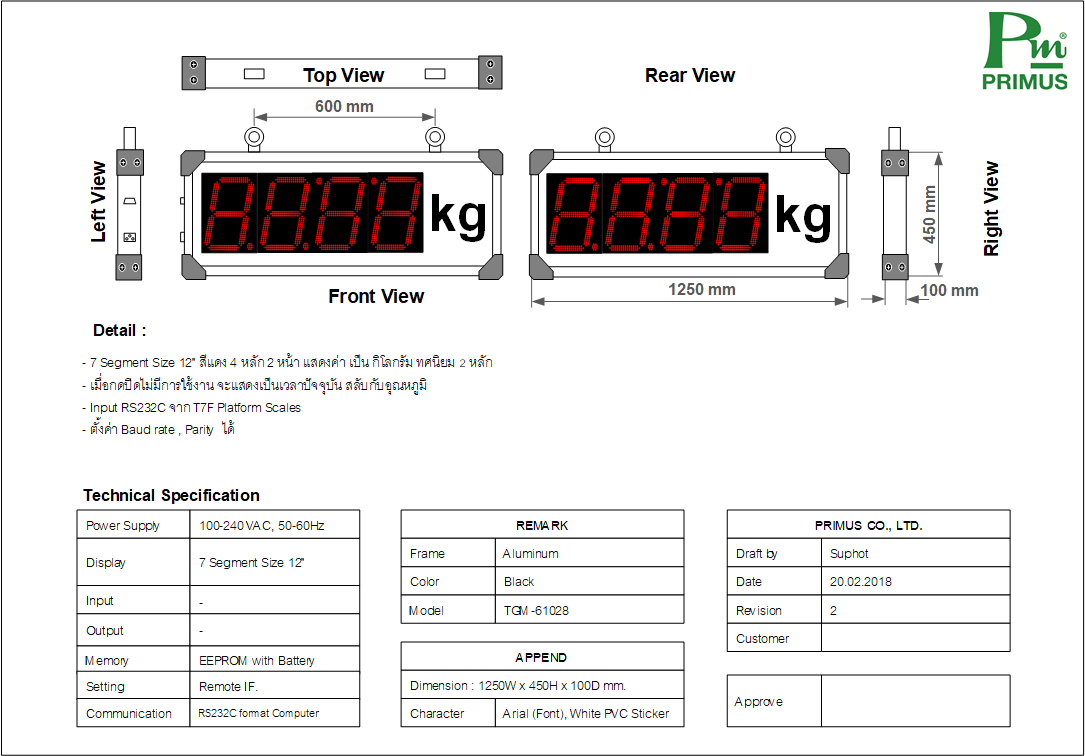 Pm®
PRIMUS
Top View
Rear View
600 mm
Left View
kg
kg
450 mm
Right View
Front View
1250 mm
100 mm
Detail :
- 7 Segment Size 12" สีแดง 4 หลัก 2 หน้า แสดงค่า เป็น กิโลกรัม ทศนิยม 2 หลัก
- เมื่อกดปิดไม่มีการใช้งาน จะแสดงเป็นเวลาปัจจุบัน สลับกับอุณหภูมิ
- Input RS232C จาก T7F Platform Scales
- ตั้งค่า Baud rate , Parity ได้
Technical Specification
Power Supply 100-240 VAC, 50-60Hz
Display 7 Segment Size 12"
Input -
Output -
Memory EEPROM with Battery
Setting Remote IF.
Communication RS232C format Computer
REMARK
Frame Aluminum
Color Black
Model TGM-61028
APPEND
Dimension : 1250W x 450H x 100D mm.
Character Arial (Font), White PVC Sticker
PRIMUS CO., LTD.
Draft by Suphot
Date 20.02.2018
Revision 2
Customer
Approve